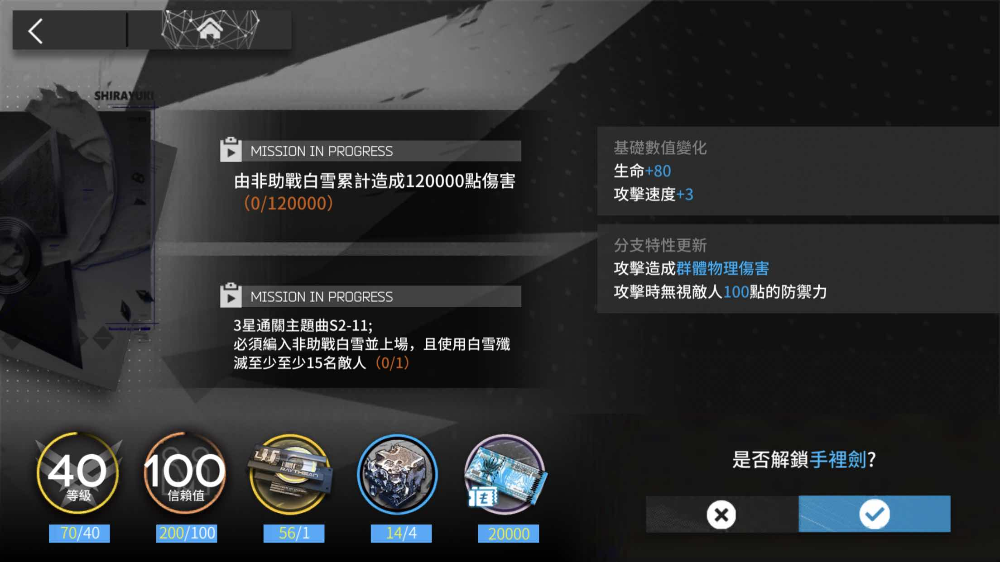 SHIRAYUKI
MISSION IN PROGRESS
由非助戰白雪累計造成120000點傷害
（0/120000）
MISSION IN PROGRESS
3星通關主題曲S2-11;
必須編入非助戰白雪並上場，且使用白雪殲
滅至少至少15名敵人（0/1）
基礎數值變化
生命+80
攻擊速度+3
分支特性更新
攻擊造成群體物理傷害
攻擊時無視敵人100點的防禦力
40
等級
70/40
100
信賴值
200/100
RAYTHEAN
56/1
14/4
20000
是否解鎖手裡劍?